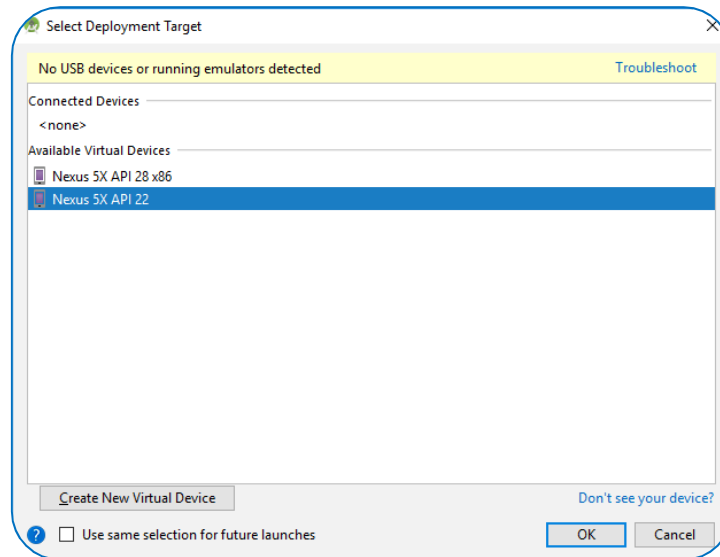 Select Deployment Target
No USB devices or running emulators detected Troubleshoot
Connected Devices
<none>
Available Virtual Devices
Nexus 5X API 28 x86
Nexus 5X API 22
Create New Virtual Device Don't see your device?
? Use same selection for future launches OK Cancel